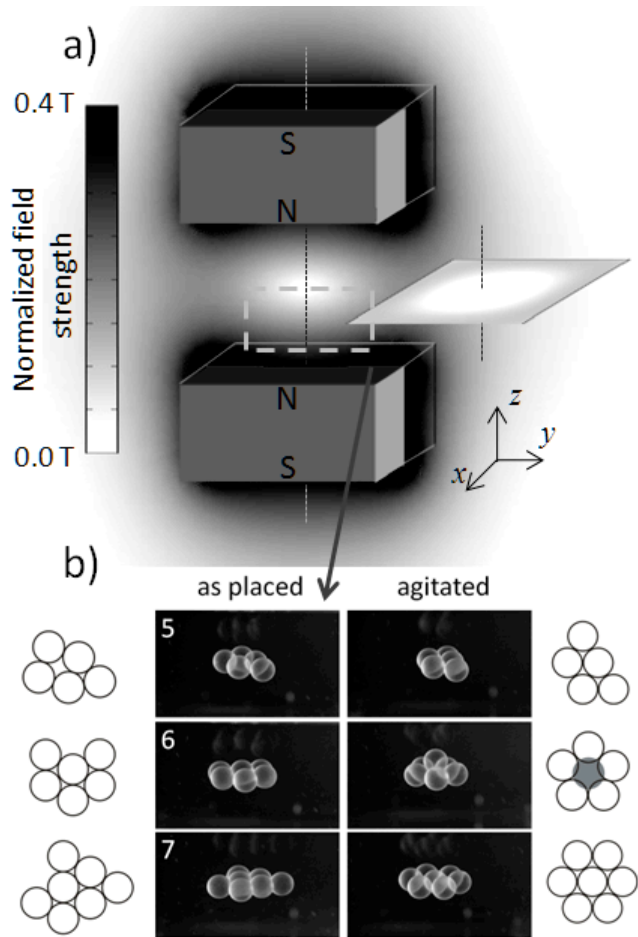 a)
0.4 T
Normalized field
strength
0.0 T
S
N
N
S
z
y
x
b)
as placed
agitated
5
6
7